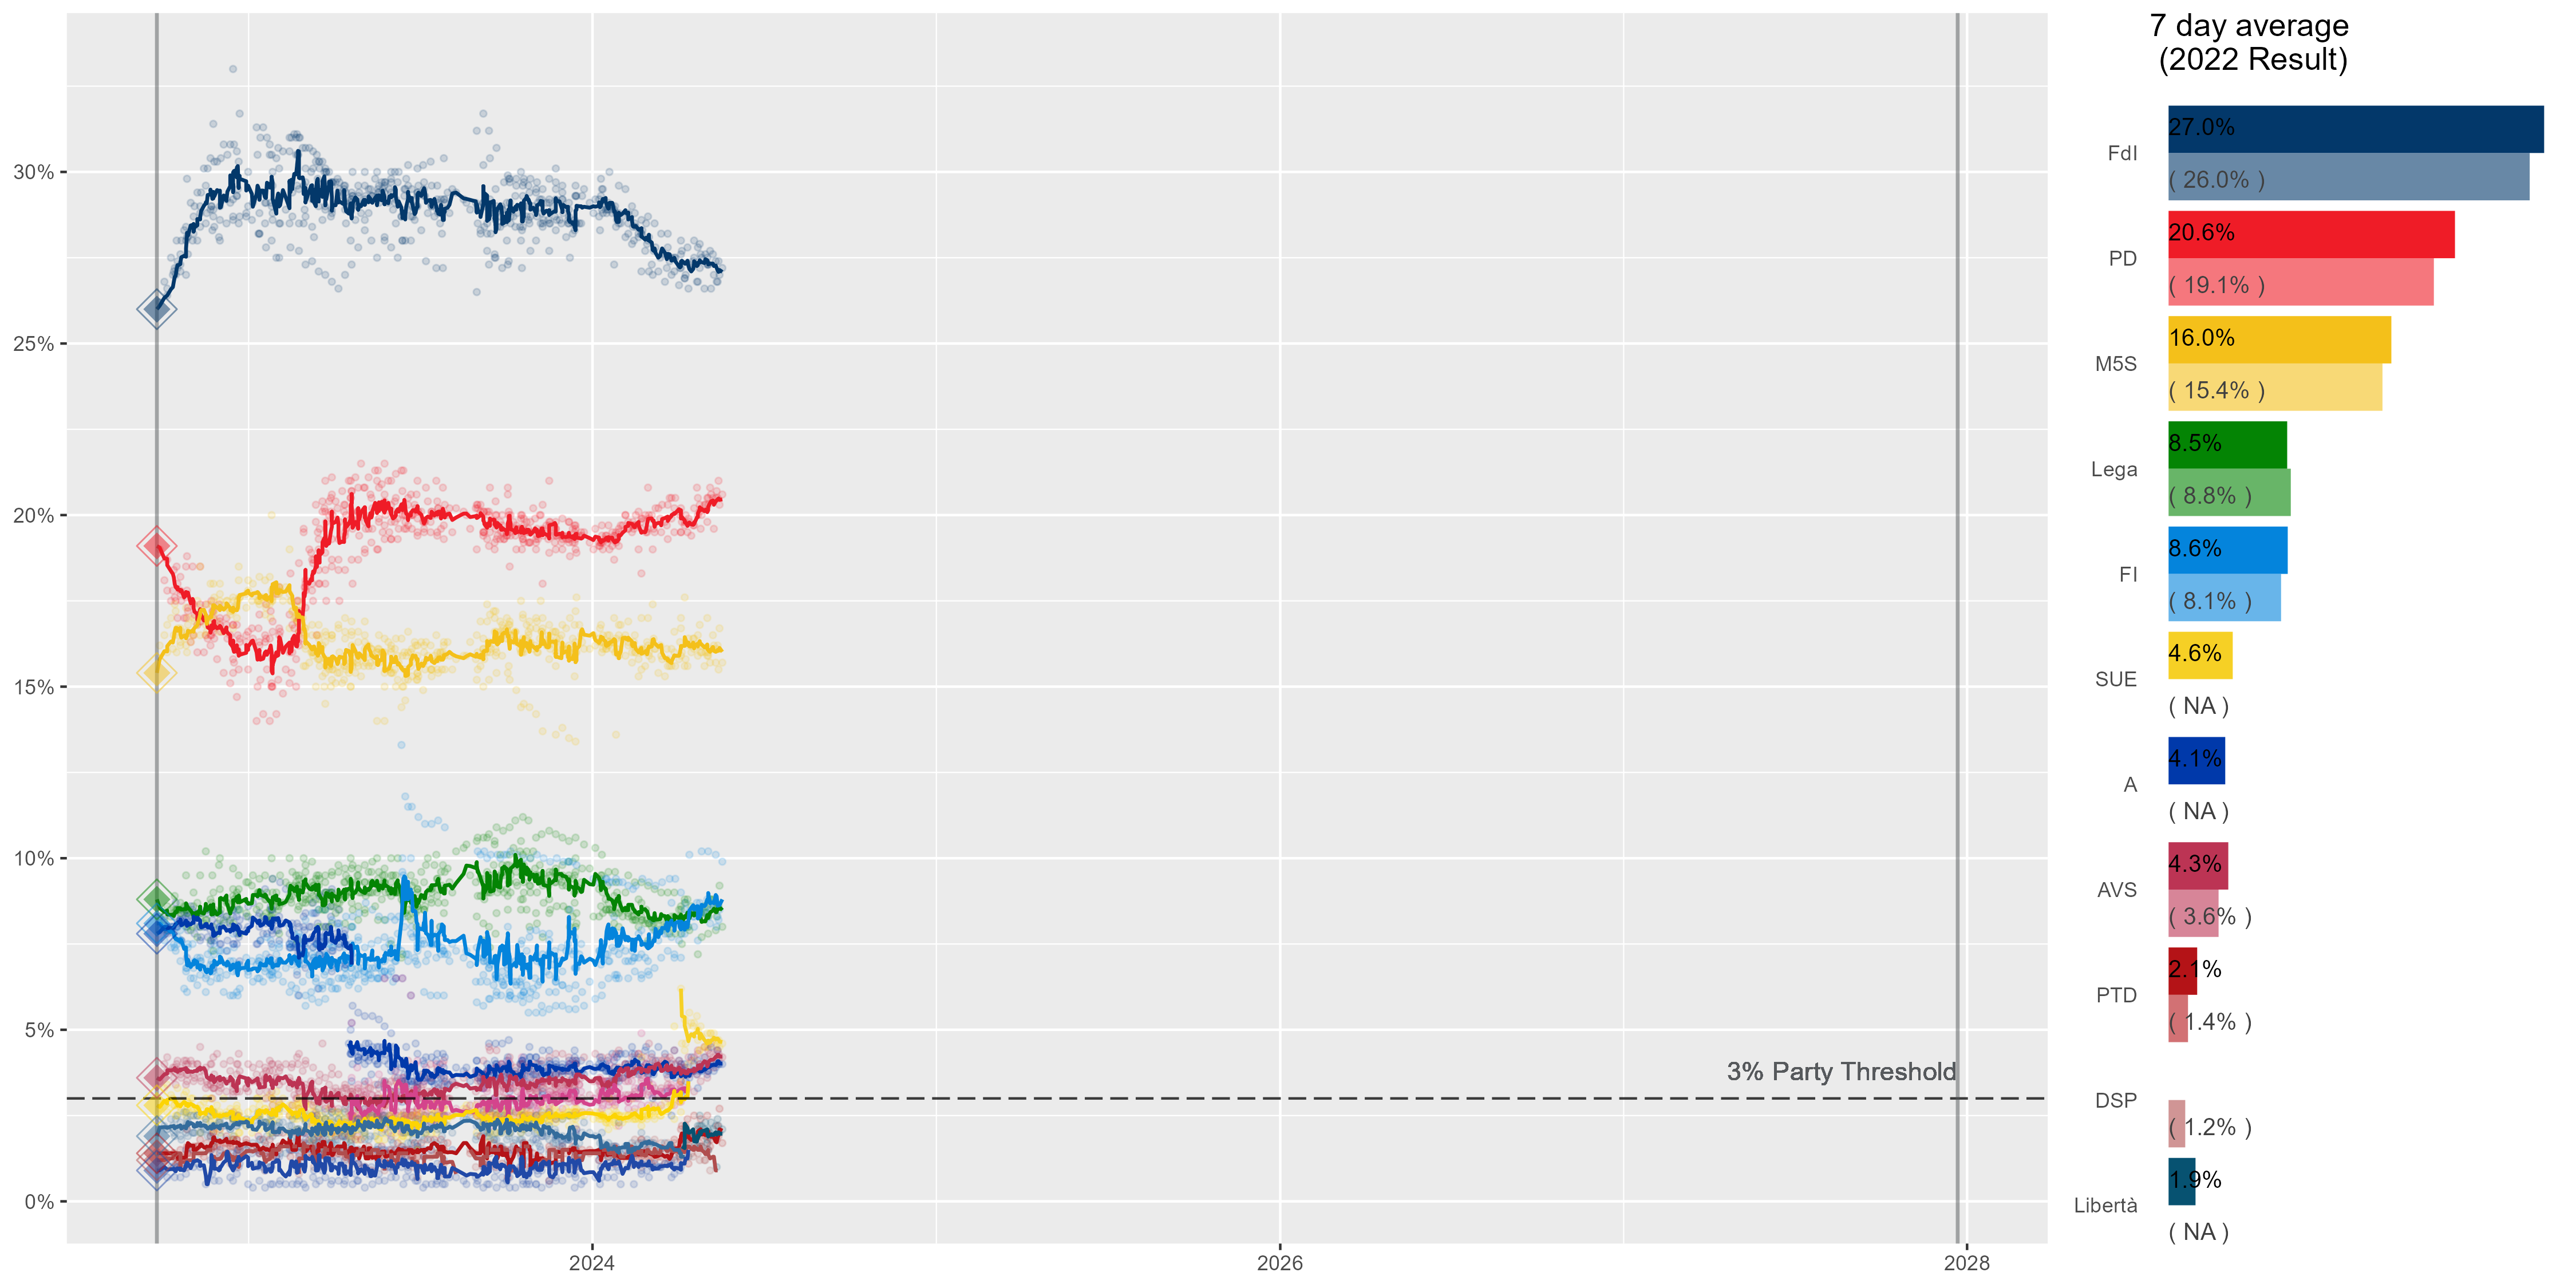 7 day average
(2022 Result)
30%
25%
20%
15%
10%
5%
0%
3% Party Threshold
2024
2026
2028
FdI
27.0%
( 26.0% )
PD
20.6%
( 19.1% )
M5S
16.0%
( 15.4% )
Lega
8.5%
( 8.8% )
FI
8.6%
( 8.1% )
SUE
4.6%
( NA )
A
4.1%
( NA )
AVS
4.3%
( 3.6% )
PTD
2.1%
( 1.4% )
DSP
( 1.2% )
Libertà
1.9%
( NA )